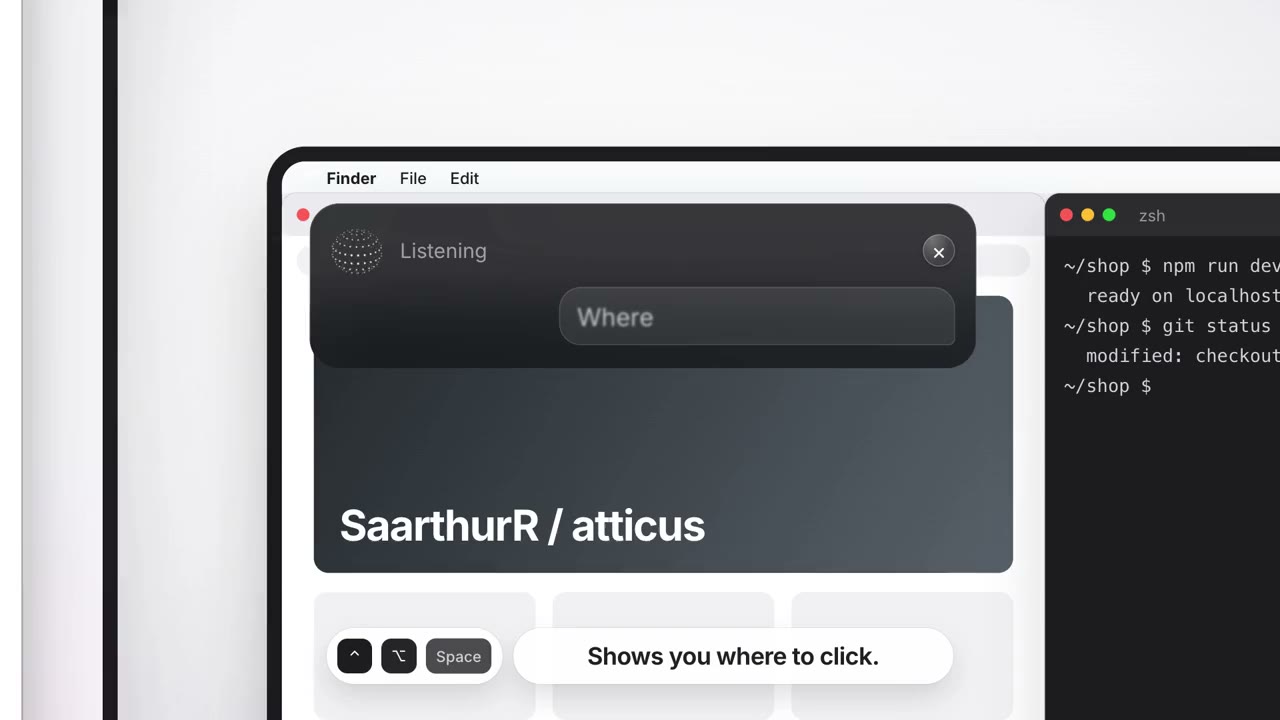 Finder File Edit
Listening
Where
SaarthurR / atticus
^ ⌥ Space
Shows you where to click.
zsh
~/shop $ npm run dev
ready on localhost
~/shop $ git status
modified: checkout
~/shop $